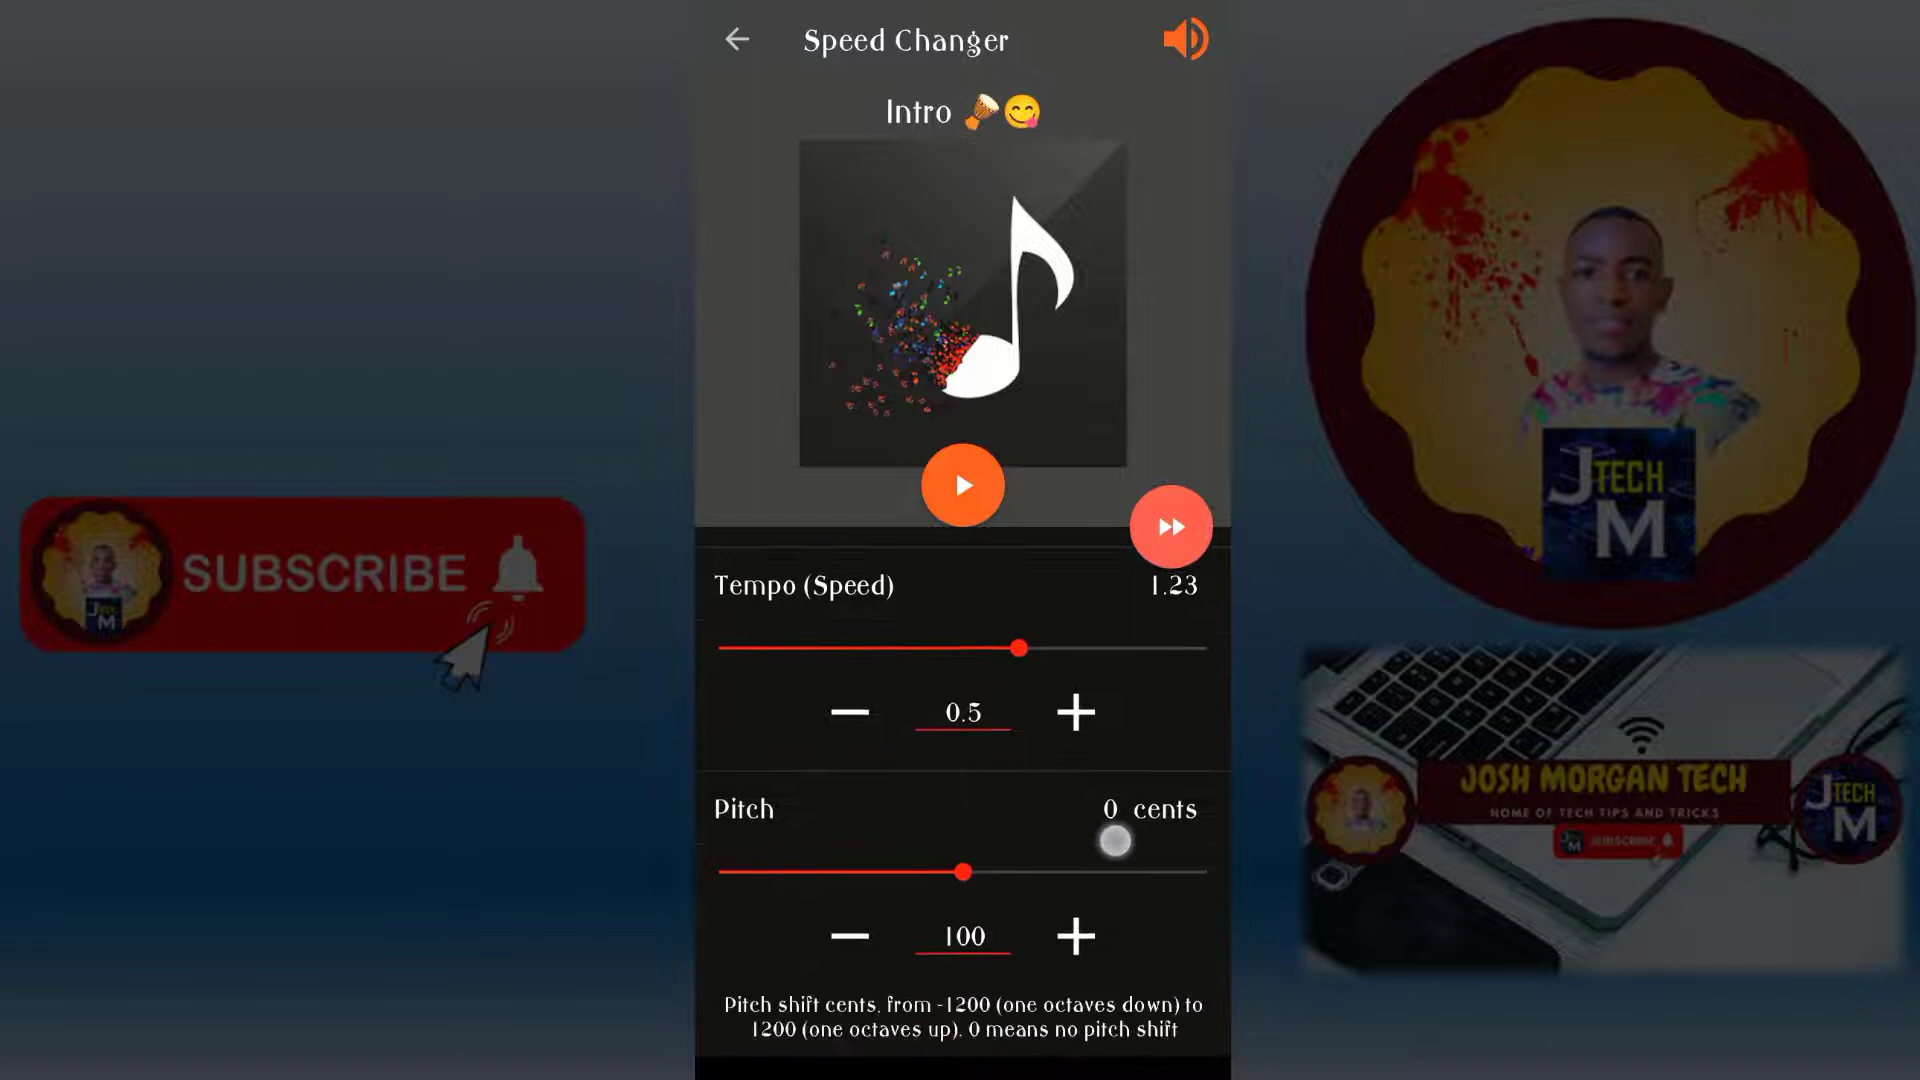 Speed Changer
Intro 🪘😋
Tempo (Speed)
1.23
0.5
Pitch
0 cents
100
Pitch shift cents, from -1200 (one octaves down) to
1200 (one octaves up). 0 means no pitch shift
SUBSCRIBE
J TECH
M
JOSH MORGAN TECH
HOME OF TECH TIPS AND TRICKS
SUBSCRIBE
J TECH
M